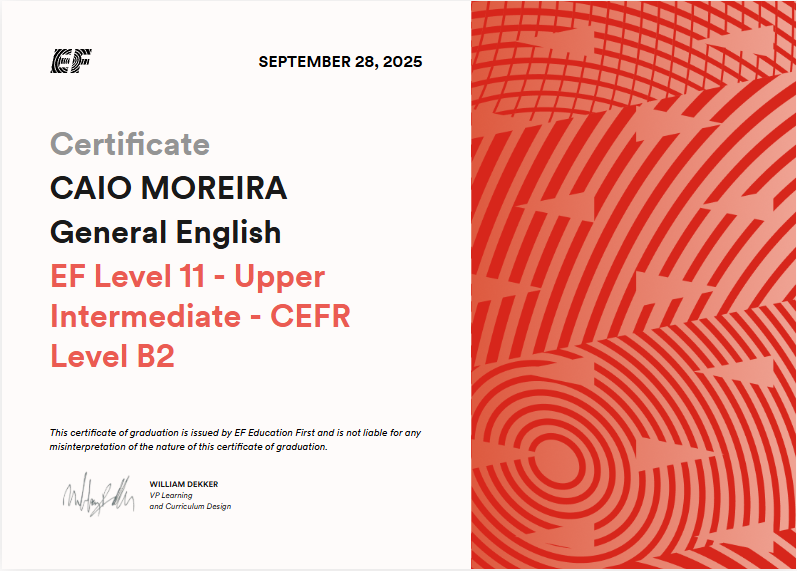 EF
SEPTEMBER 28, 2025
Certificate
CAIO MOREIRA
General English
EF Level 11 - Upper
Intermediate - CEFR
Level B2
This certificate of graduation is issued by EF Education First and is not liable for any
misinterpretation of the nature of this certificate of graduation.
WILLIAM DEKKER
VP Learning
and Curriculum Design